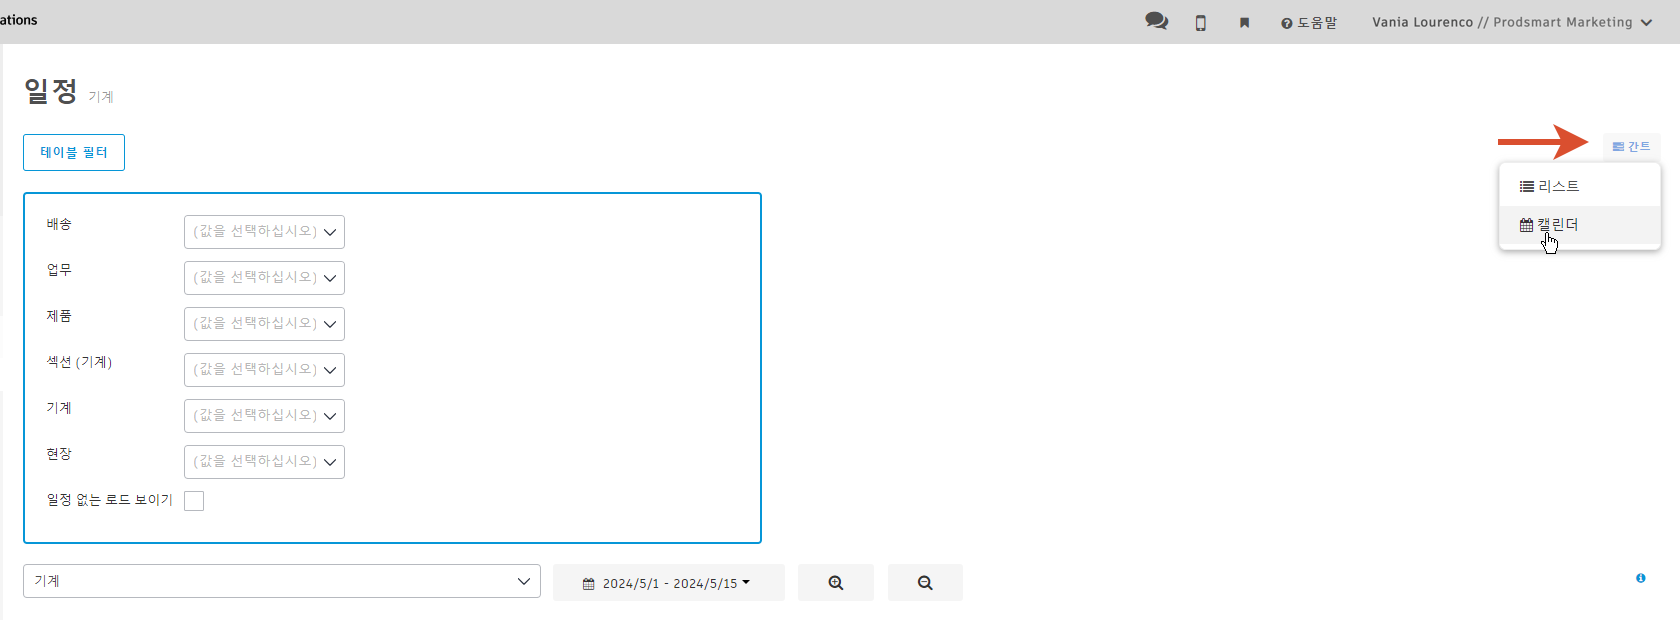 ations
도움말
Vania Lourenco // Prodsmart Marketing
일정 기계
테이블 필터
간트
리스트
캘린더
배송 (값을 선택하십시오)
업무 (값을 선택하십시오)
제품 (값을 선택하십시오)
섹션 (기계) (값을 선택하십시오)
기계 (값을 선택하십시오)
현장 (값을 선택하십시오)
일정 없는 로드 보이기
기계
2024/5/1 - 2024/5/15